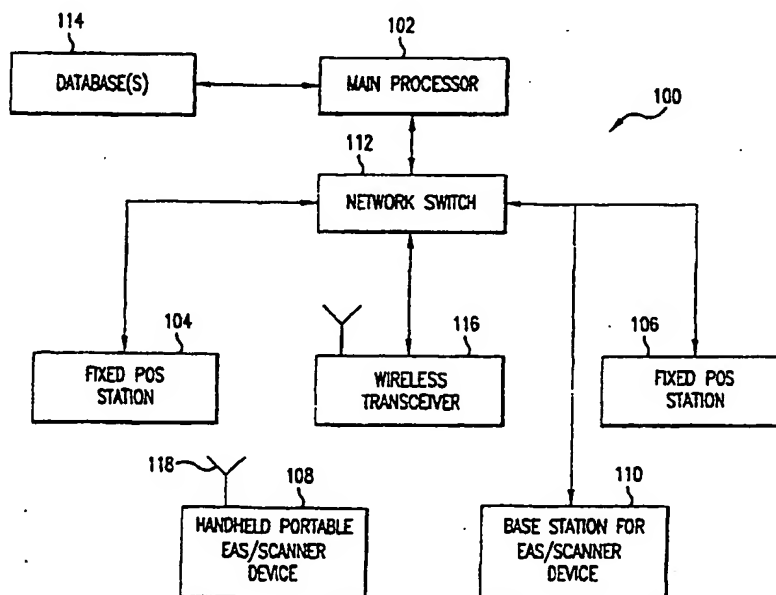 114
DATABASE(S)
102
MAIN PROCESSOR
100
112
NETWORK SWITCH
104
FIXED POS
STATION
116
WIRELESS
TRANSCEIVER
106
FIXED POS
STATION
118
108
HANDHELD PORTABLE
EAS/SCANNER
DEVICE
110
BASE STATION FOR
EAS/SCANNER
DEVICE